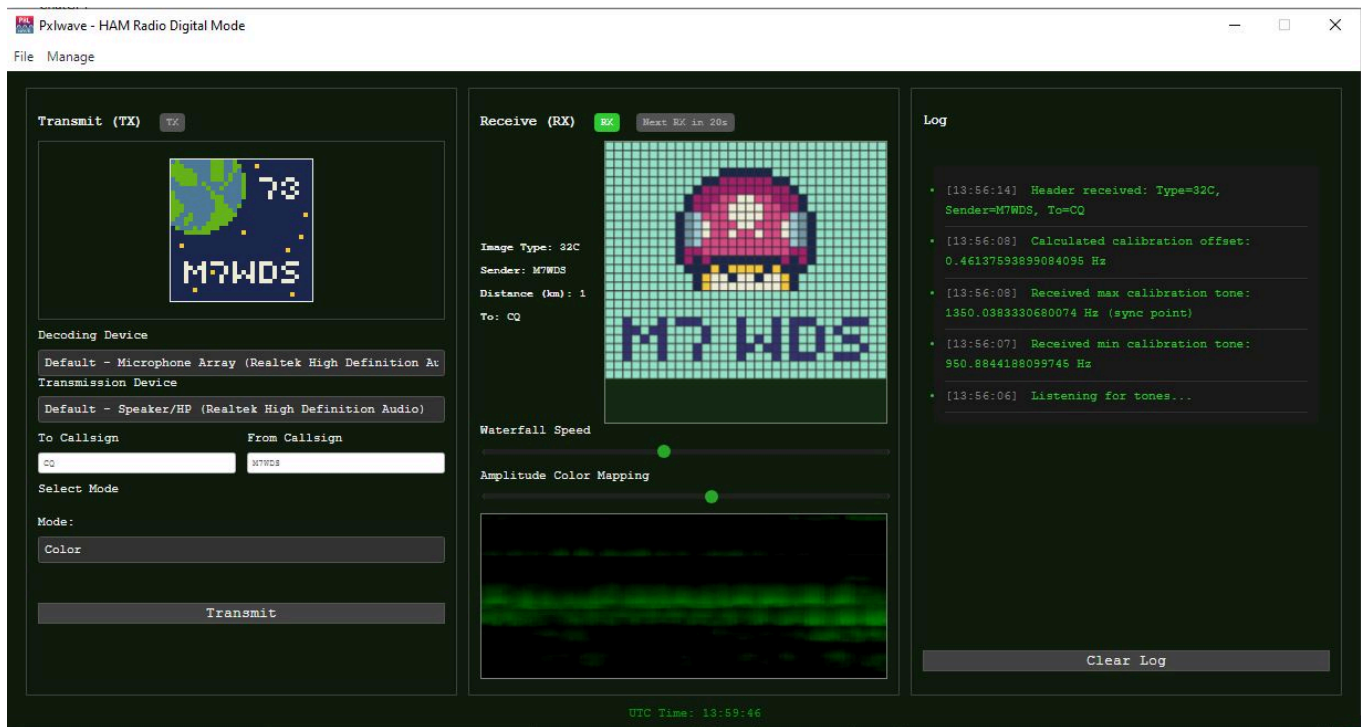 Pxlwave - HAM Radio Digital Mode
File Manage
Transmit (TX) TX
73
M7WDS
Decoding Device
Default - Microphone Array (Realtek High Definition Au
Transmission Device
Default - Speaker/HP (Realtek High Definition Audio)
To Callsign From Callsign
CQ M7WDS
Select Mode
Mode:
Color
Transmit
Receive (RX) RX Next RX in 20s
Image Type: 32C
Sender: M7WDS
Distance (km): 1
To: CQ
M7 WDS
Waterfall Speed
Amplitude Color Mapping
Log
[13:56:14] Header received: Type=32C,
Sender=M7WDS, To=CQ
[13:56:08] Calculated calibration offset:
0.46137593899084095 Hz
[13:56:08] Received max calibration tone:
1350.0383330680074 Hz (sync point)
[13:56:07] Received min calibration tone:
950.8844188099745 Hz
[13:56:06] Listening for tones...
Clear Log
UTC Time: 13:59:46